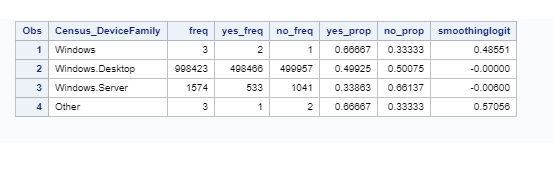 Obs Census_DeviceFamily freq yes_freq no_freq yes_prop no_prop smoothinglogit
1 Windows 3 2 1 0.66667 0.33333 0.48551
2 Windows.Desktop 998423 498466 499957 0.49925 0.50075 -0.00000
3 Windows.Server 1574 533 1041 0.33863 0.66137 -0.00600
4 Other 3 1 2 0.66667 0.33333 0.57056